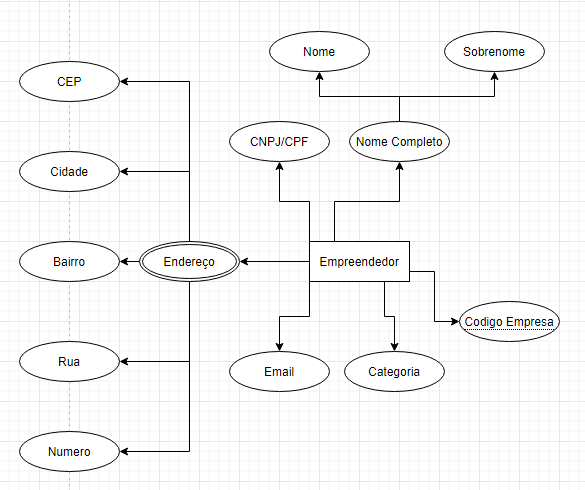 Nome
Sobrenome
CEP
CNPJ/CPF
Nome Completo
Cidade
Bairro
Endereço
Empreendedor
Codigo Empresa
Rua
Email
Categoria
Numero